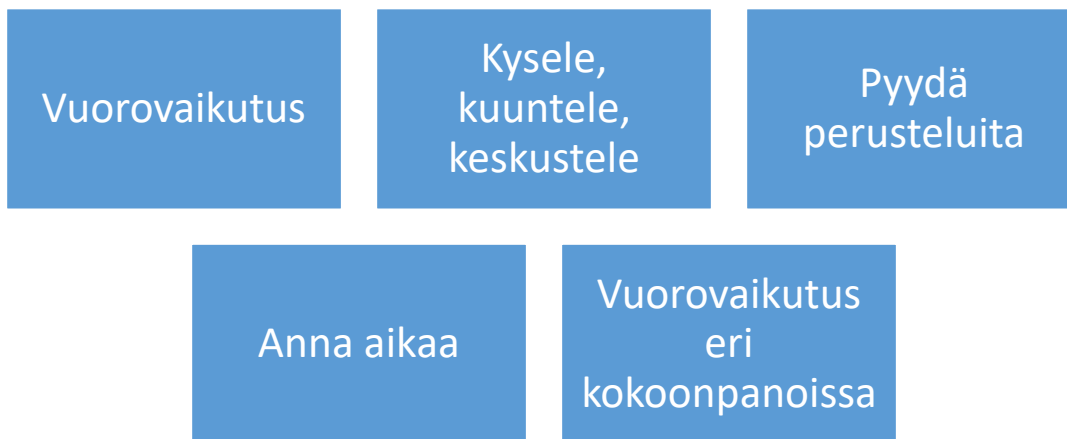 Vuorovaikutus
Kysele,
kuuntele,
keskustele
Pyydä
perusteluita
Anna aikaa
Vuorovaikutus
eri
kokoonpanoissa